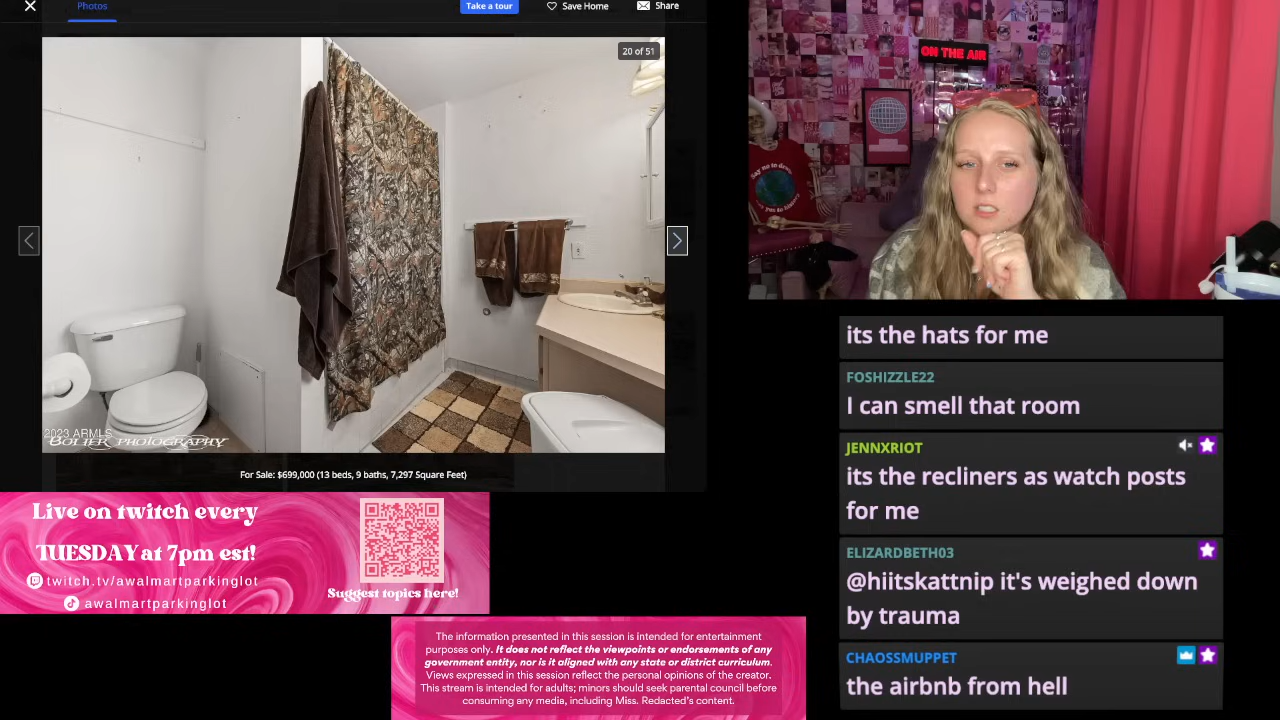 Photos
Take a tour
Save Home
Share
20 of 51
ON THE AIR
2023 ARMLS
BOLIER PHOTOGRAPHY
For Sale: $699,000 (13 beds, 9 baths, 7,297 Square Feet)
its the hats for me
FOSHIZZLE22
I can smell that room
JENNXRIOT
its the recliners as watch posts
for me
ELIZARDBETH03
@hiitskattnip it's weighed down
by trauma
CHAOSSMUPPET
the airbnb from hell
Live on twitch every
TUESDAY at 7pm est!
twitch.tv/awalmartparkinglot
awalmartparkinglot
Suggest topics here!
The information presented in this session is intended for entertainment
purposes only. It does not reflect the viewpoints or endorsements of any
government entity, nor is it aligned with any state or district curriculum.
Views expressed in this session reflect the personal opinions of the creator.
This stream is intended for adults; minors should seek parental council before
consuming any media, including Miss. Redacted's content.